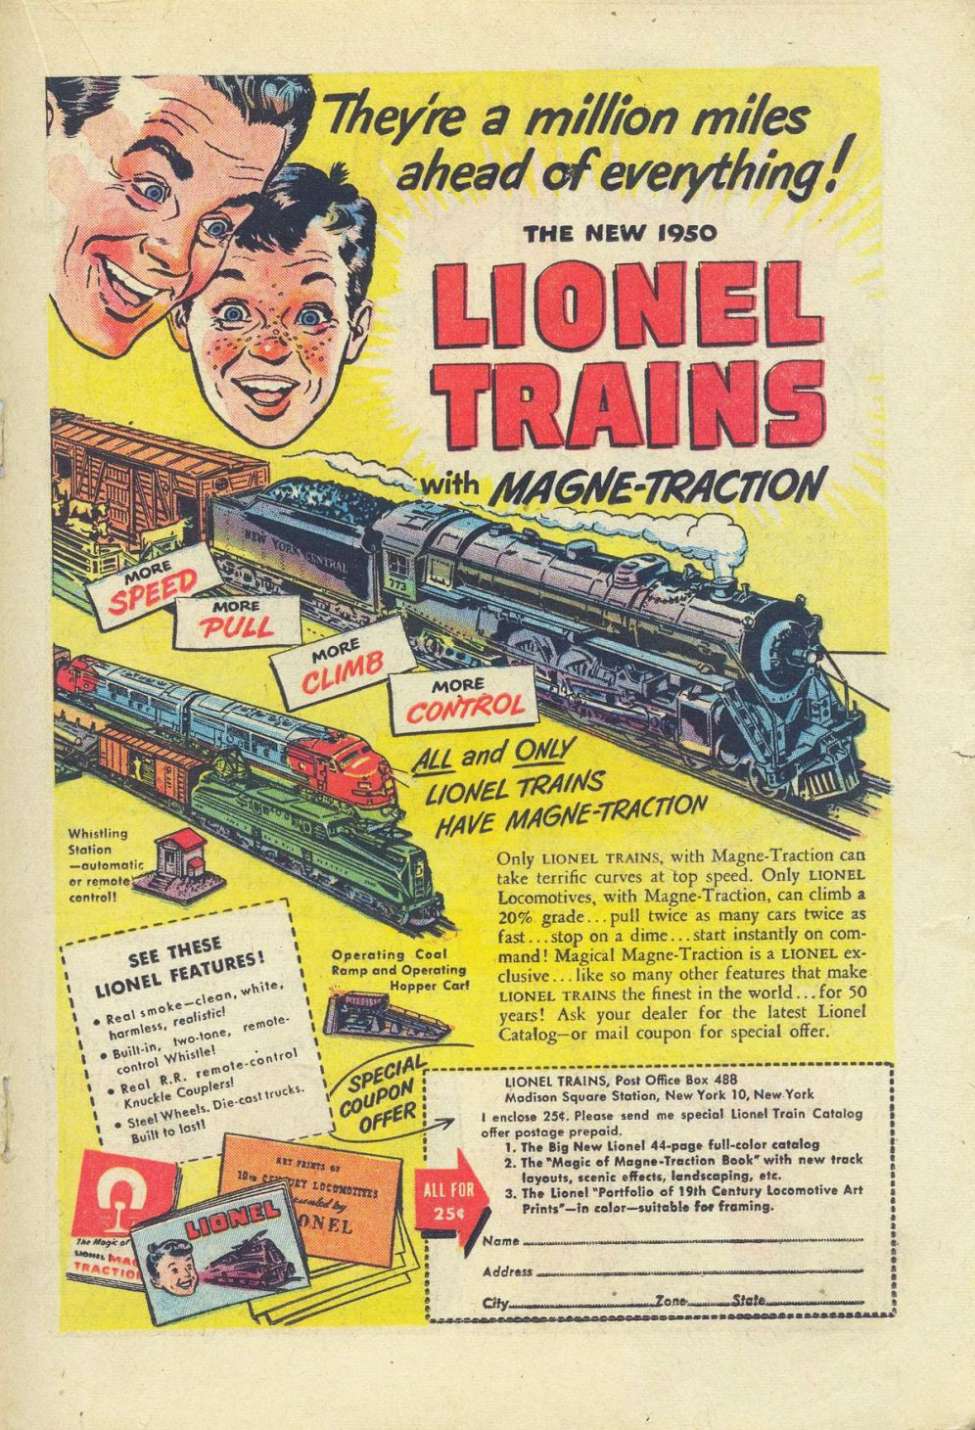 They're a million miles
ahead of everything!
THE NEW 1950
LIONEL
TRAINS
with MAGNE-TRACTION
NEW YORK CENTRAL
773
MORE
SPEED
MORE
PULL
MORE
CLIMB
MORE
CONTROL
ALL and ONLY
LIONEL TRAINS
HAVE MAGNE-TRACTION
Whistling
Station
—automatic
or remote
control!
Only LIONEL TRAINS, with Magne-Traction can
take terrific curves at top speed. Only LIONEL
Locomotives, with Magne-Traction, can climb a
20% grade...pull twice as many cars twice as
fast...stop on a dime...start instantly on com-
mand! Magical Magne-Traction is a LIONEL ex-
clusive...like so many other features that make
LIONEL TRAINS the finest in the world...for 50
years! Ask your dealer for the latest Lionel
Catalog—or mail coupon for special offer.
Operating Coal
Ramp and Operating
Hopper Car!
SEE THESE
LIONEL FEATURES!
• Real smoke—clean, white,
harmless, realistic!
• Built-in, two-tone, remote-
control Whistle!
• Real R.R. remote-control
Knuckle Couplers!
• Steel Wheels. Die-cast trucks.
Built to last!
SPECIAL
COUPON
OFFER
ALL FOR
25¢
LIONEL TRAINS, Post Office Box 488
Madison Square Station, New York 10, New York
I enclose 25¢. Please send me special Lionel Train Catalog
offer postage prepaid.
1. The Big New Lionel 44-page full-color catalog
2. The "Magic of Magne-Traction Book" with new track
layouts, scenic effects, landscaping, etc.
3. The Lionel "Portfolio of 19th Century Locomotive Art
Prints"—in color—suitable for framing.
Name
Address
City Zone State
The Magic of
LIONEL MAG
TRACTIO
LIONEL
ART PRINTS OF
19TH CENTURY LOCOMOTIVES
presented by
ONEL